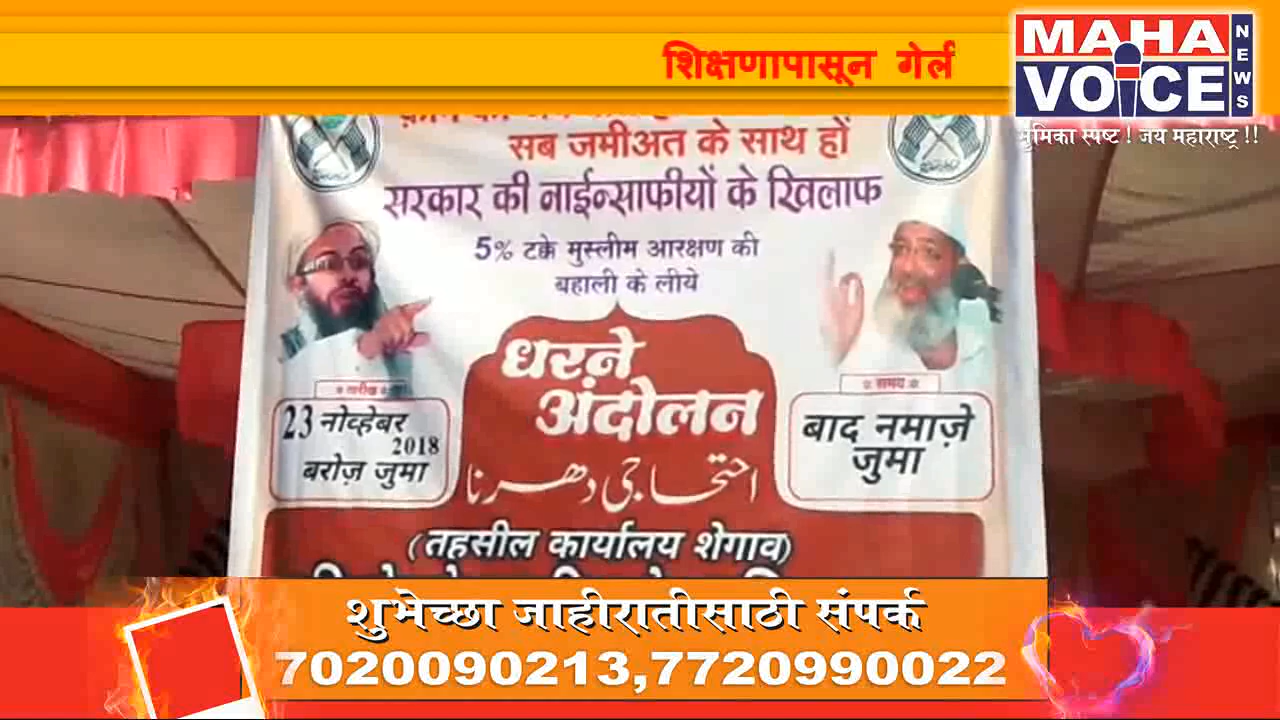 शिक्षणापासून गेल
MAHA
VOICE
NEWS
भूमिका स्पष्ट ! जय महाराष्ट्र !!
सब जमीअत के साथ हों
सरकार की नाईन्साफीयों के खिलाफ
5% टक्के मुस्लीम आरक्षण की
बहाली के लीये
धरने
अंदोलन
احتجاجی دھرنا
तारीख
23 नोव्हेंबर
2018
बरोज़ जुमा
समय
बाद नमाज़े
जुमा
(तहसील कार्यालय शेगाव)
शुभेच्छा जाहीरातीसाठी संपर्क
7020090213,7720990022